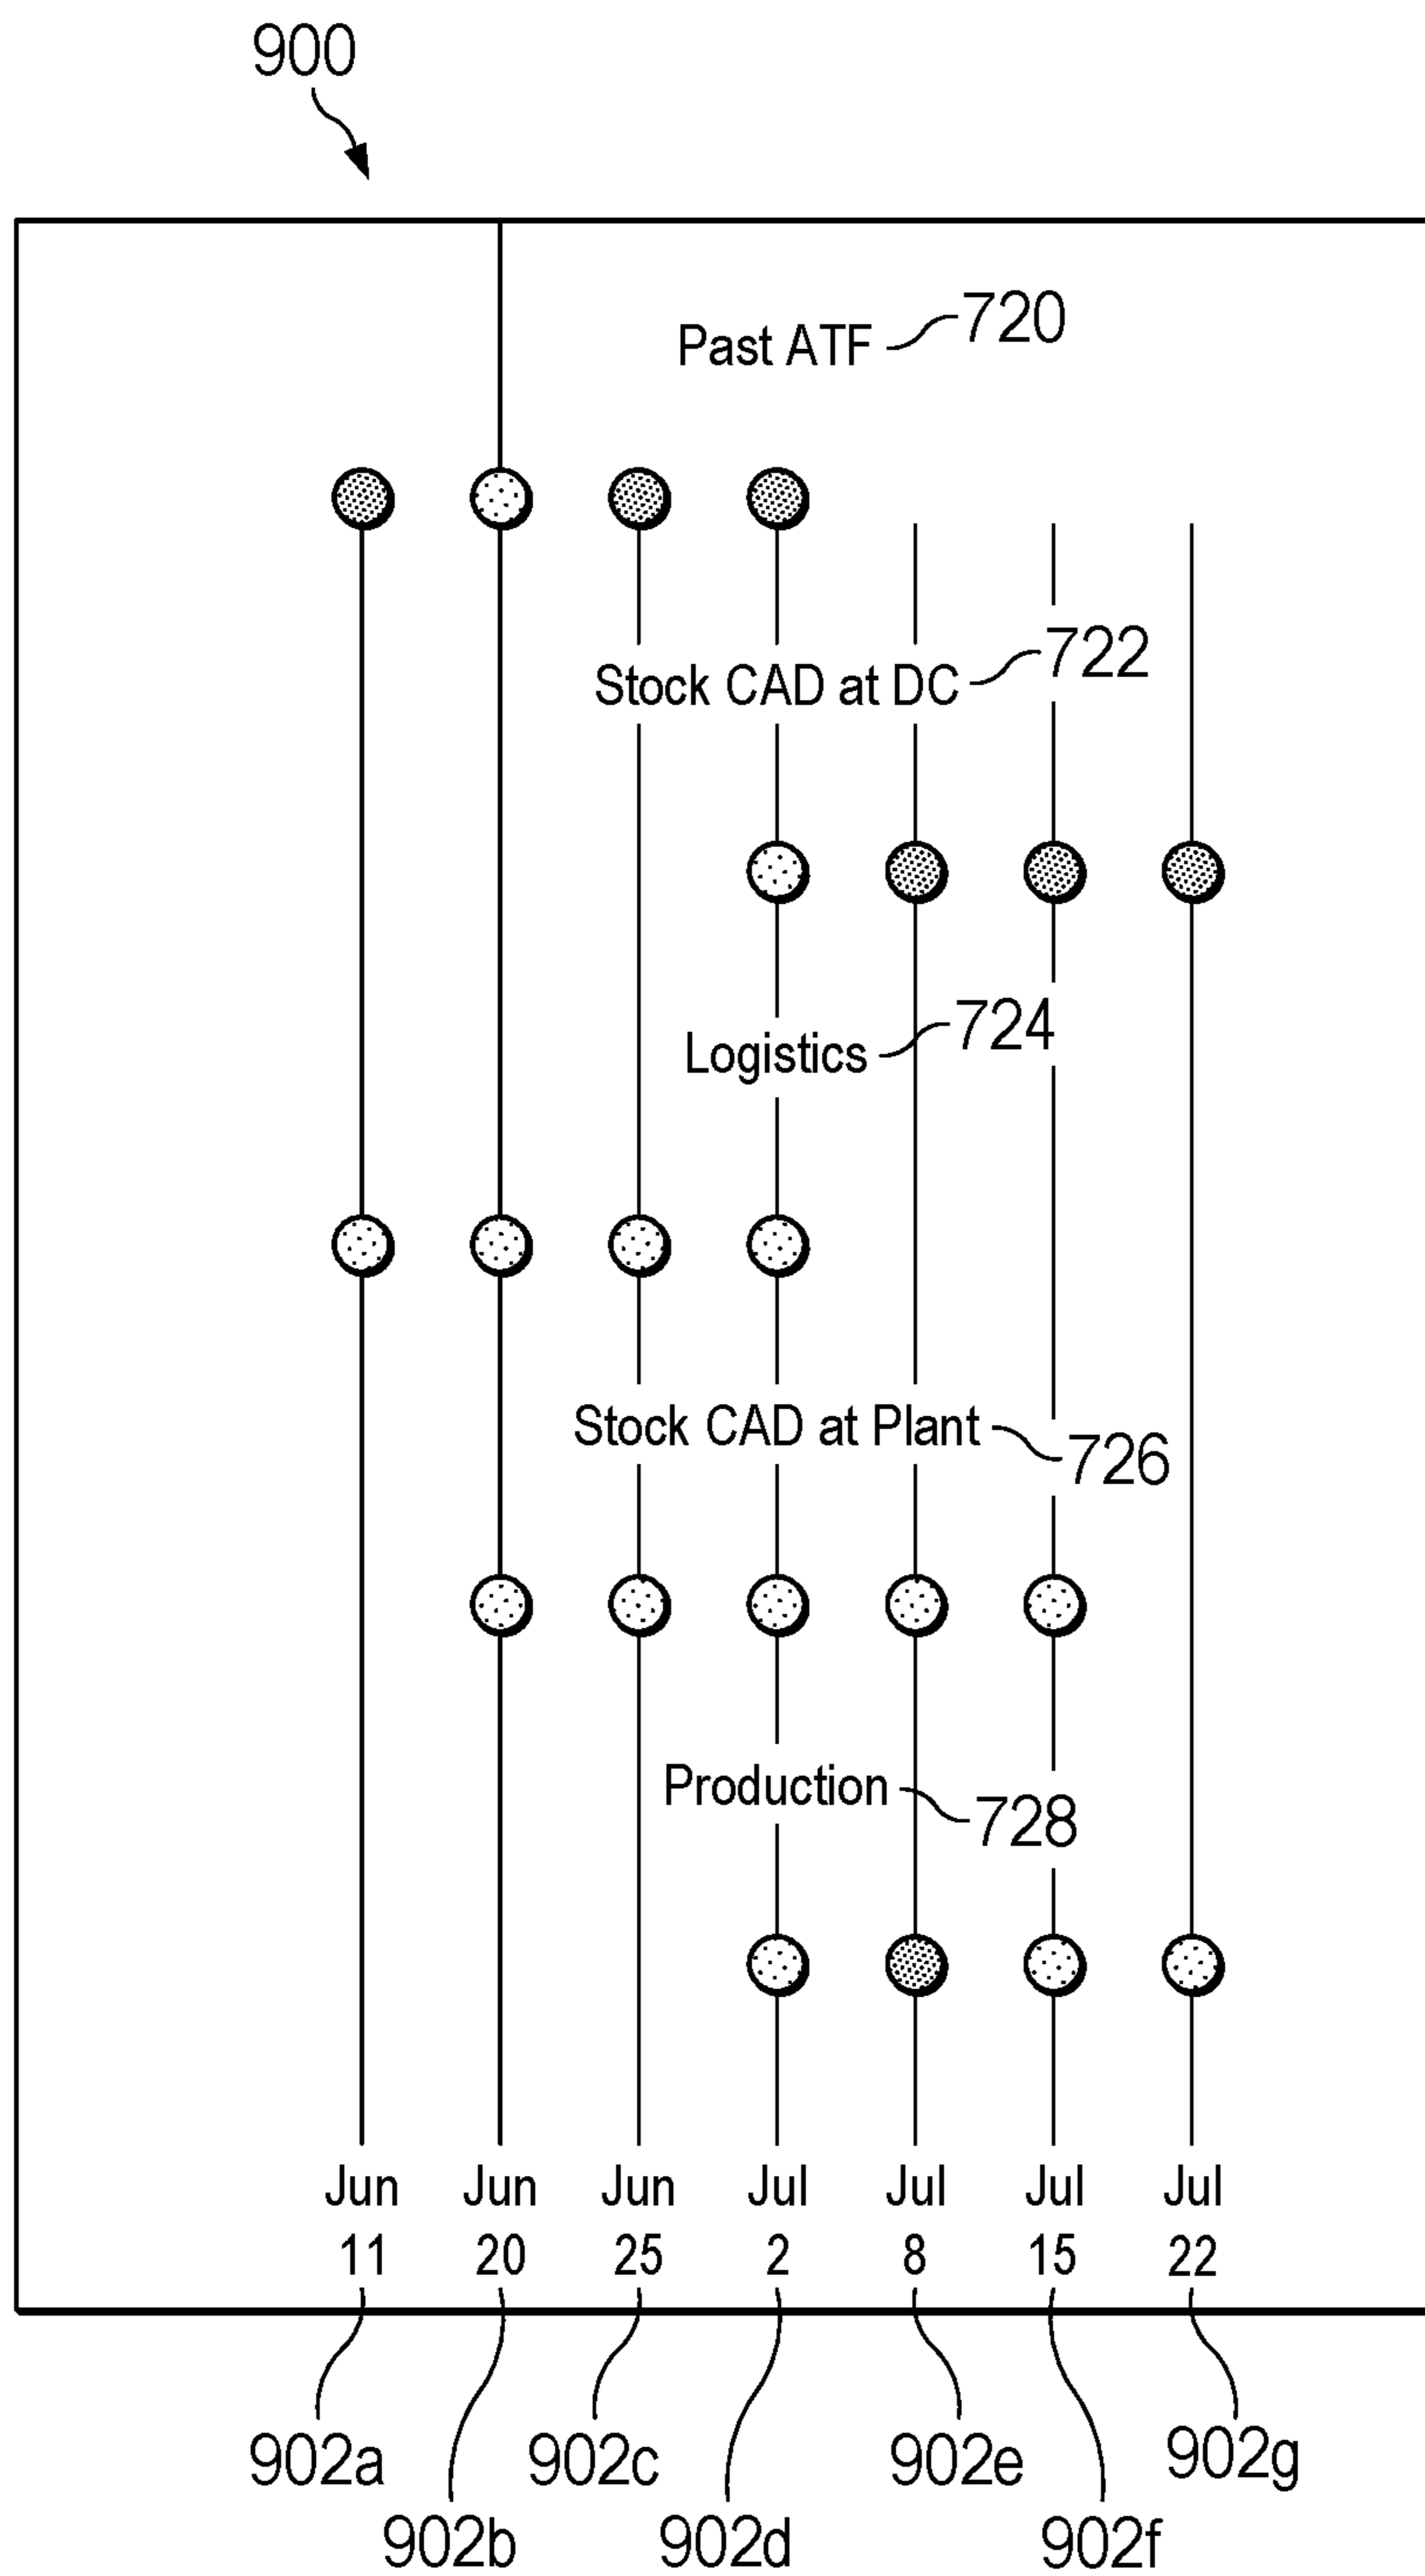 900
Past ATF 720
Stock CAD at DC 722
Logistics 724
Stock CAD at Plant 726
Production 728
Jun Jun Jun Jul Jul Jul Jul
11 20 25 2 8 15 22
902a 902c 902e 902g
902b 902d 902f